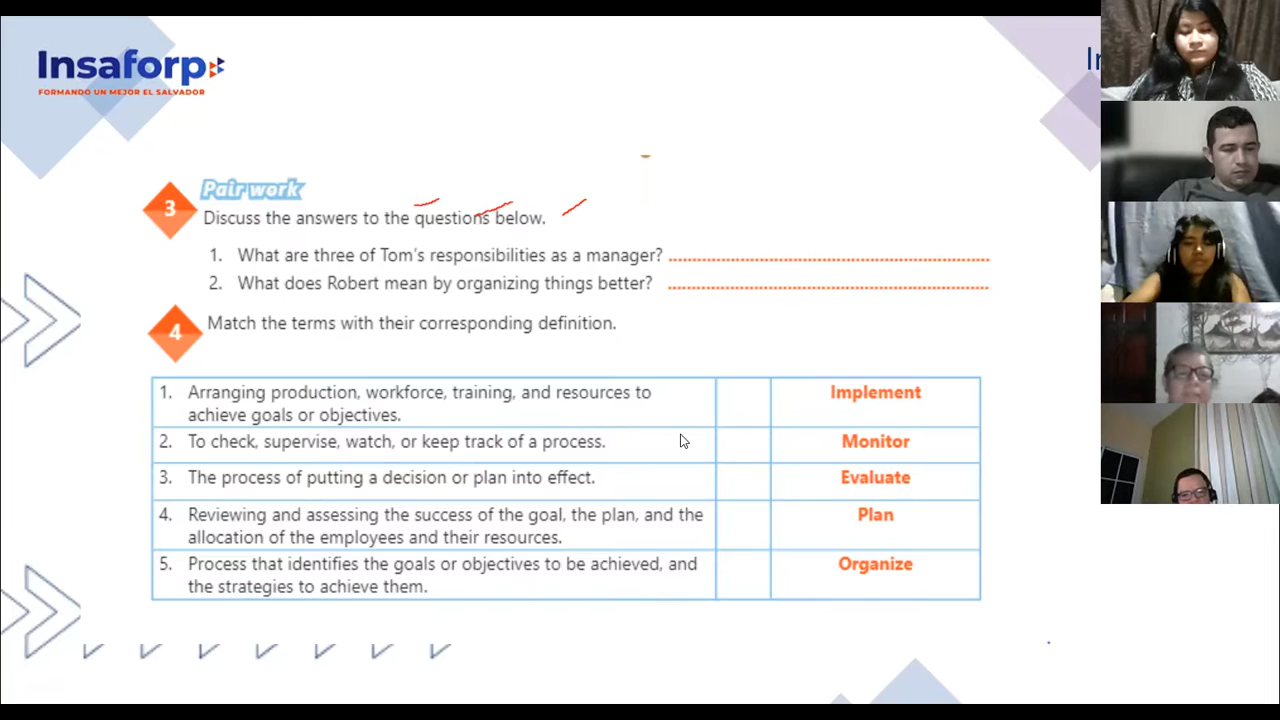 Insaforp
FORMANDO UN MEJOR EL SALVADOR
In
Pair work
3
Discuss the answers to the questions below.
1. What are three of Tom's responsibilities as a manager? ................................
2. What does Robert mean by organizing things better? ................................
4
Match the terms with their corresponding definition.
1. Arranging production, workforce, training, and resources to
achieve goals or objectives.
Implement
2. To check, supervise, watch, or keep track of a process.
Monitor
3. The process of putting a decision or plan into effect.
Evaluate
4. Reviewing and assessing the success of the goal, the plan, and the
allocation of the employees and their resources.
Plan
5. Process that identifies the goals or objectives to be achieved, and
the strategies to achieve them.
Organize